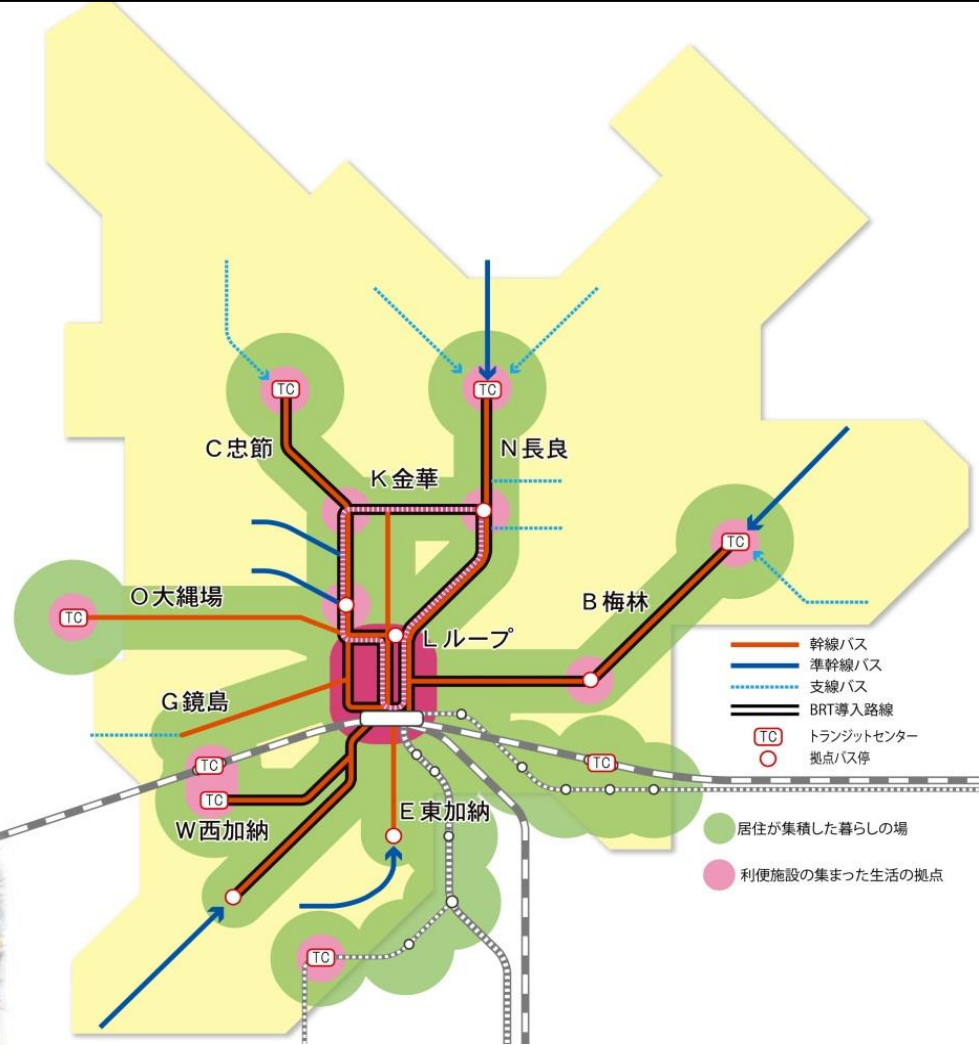 TC
TC
C忠節
N長良
K金華
TC
O大縄場
TC
B梅林
Lループ
G鏡島
幹線バス
準幹線バス
支線バス
BRT導入路線
TC トランジットセンター
拠点バス停
TC
TC
TC
W西加納
E東加納
居住が集積した暮らしの場
利便施設の集まった生活の拠点
TC